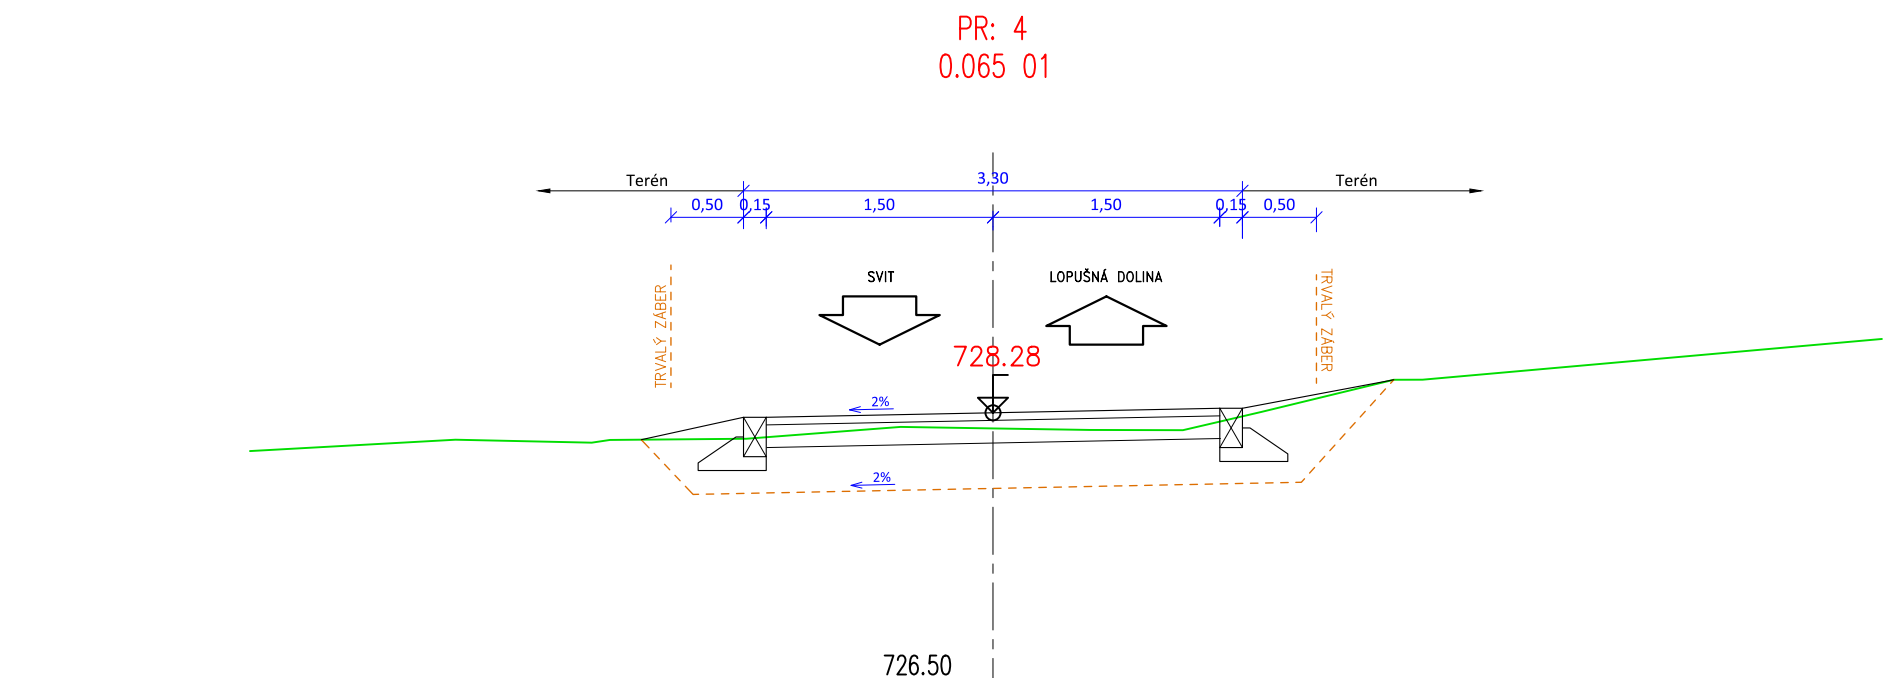 PR: 4
0.065 01
Terén 3,30 Terén
0,50 0,15 1,50 1,50 0,15 0,50
SVIT LOPUŠNÁ DOLINA
TRVALÝ ZÁBER
TRVALÝ ZÁBER
728.28
2%
2%
726.50